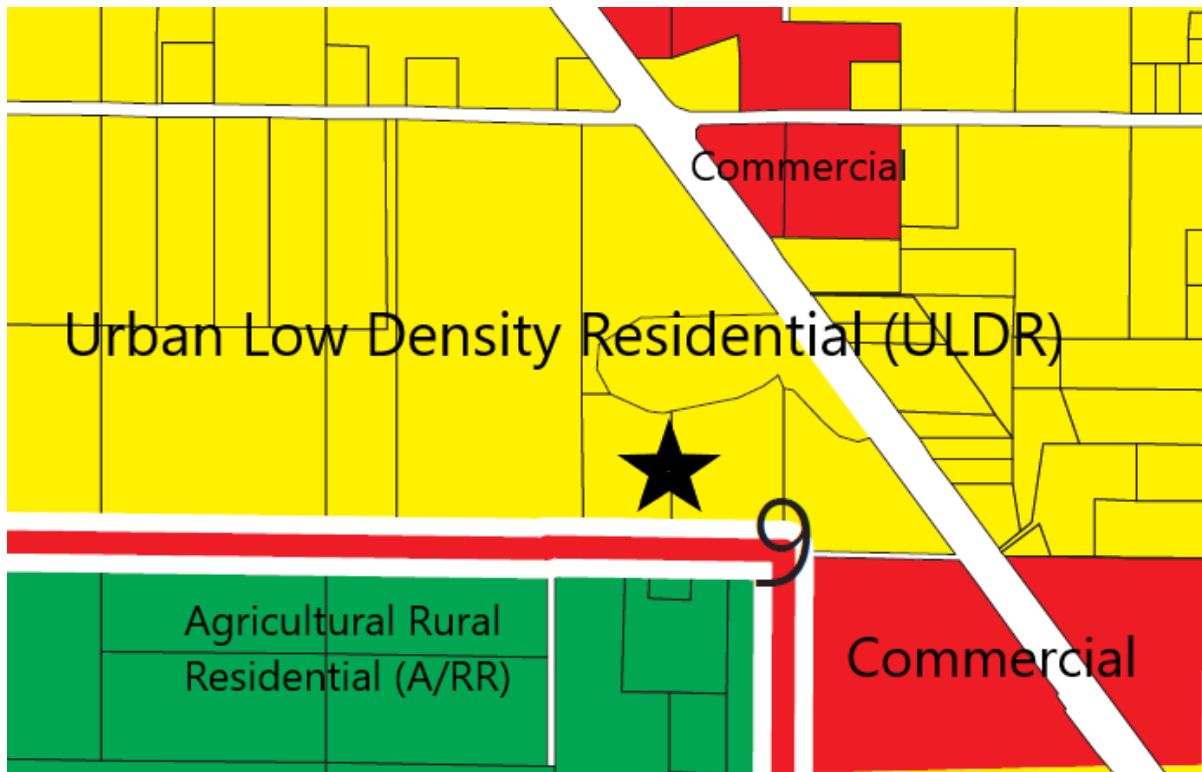 Commercial
Urban Low Density Residential (ULDR)
9
Agricultural Rural
Residential (A/RR)
Commercial